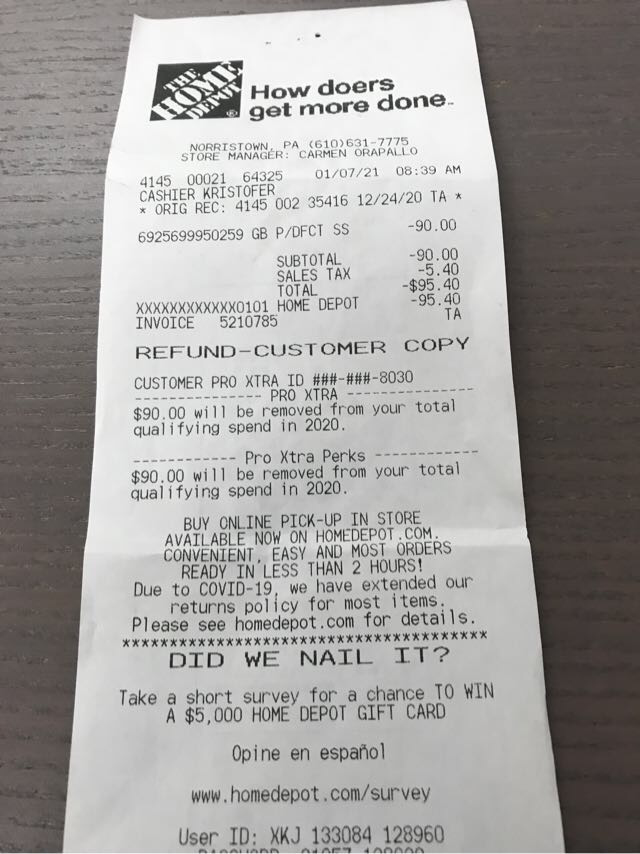 THE
HOME
DEPOT
®
How doers
get more done™
NORRISTOWN, PA (610)631-7775
STORE MANAGER: CARMEN ORAPALLO
4145 00021 64325 01/07/21 08:39 AM
CASHIER KRISTOFER
* ORIG REC: 4145 002 35416 12/24/20 TA *
6925699950259 GB P/DFCT SS -90.00
SUBTOTAL -90.00
SALES TAX -5.40
TOTAL -$95.40
XXXXXXXXXXXX0101 HOME DEPOT -95.40
INVOICE 5210785 TA
REFUND-CUSTOMER COPY
CUSTOMER PRO XTRA ID ###-###-8030
-------------- PRO XTRA --------------
$90.00 will be removed from your total
qualifying spend in 2020.
------------ Pro Xtra Perks ------------
$90.00 will be removed from your total
qualifying spend in 2020.
BUY ONLINE PICK-UP IN STORE
AVAILABLE NOW ON HOMEDEPOT.COM.
CONVENIENT, EASY AND MOST ORDERS
READY IN LESS THAN 2 HOURS!
Due to COVID-19, we have extended our
returns policy for most items.
Please see homedepot.com for details.
****************************************
DID WE NAIL IT?
Take a short survey for a chance TO WIN
A $5,000 HOME DEPOT GIFT CARD
Opine en español
www.homedepot.com/survey
User ID: XKJ 133084 128960